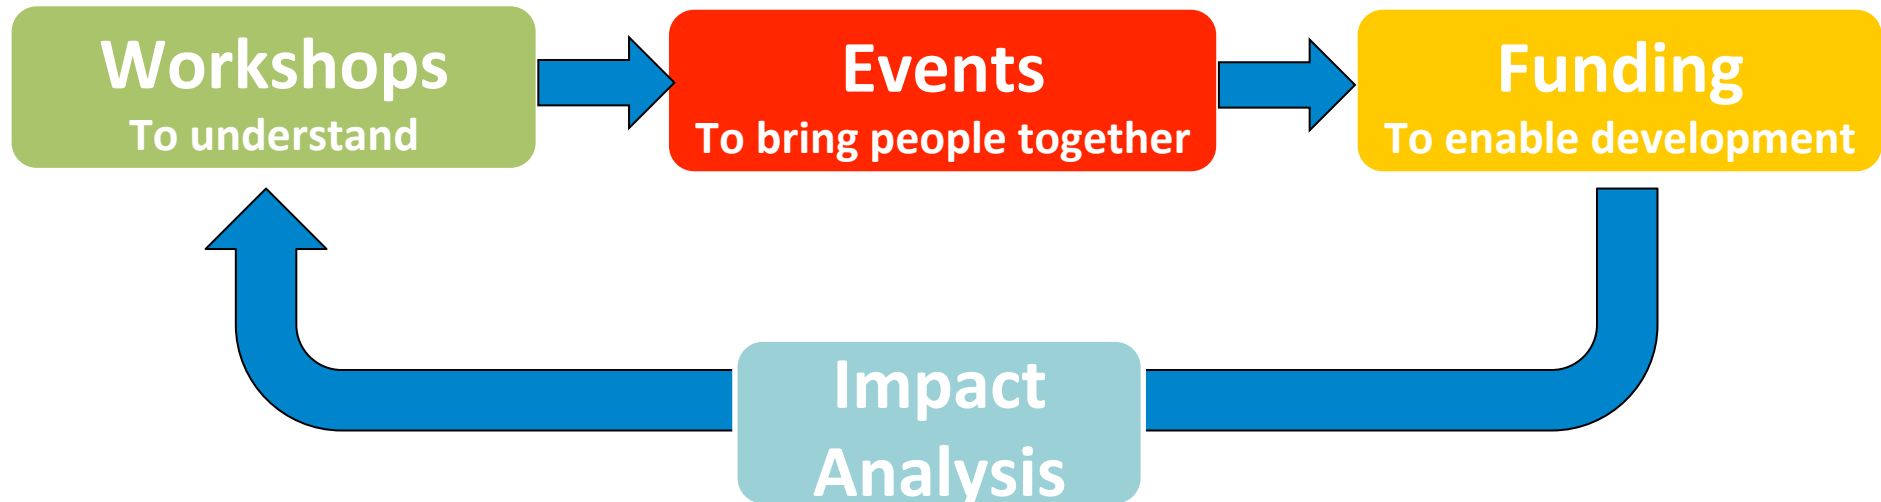 Workshops
To understand
Events
To bring people together
Funding
To enable development
Impact
Analysis